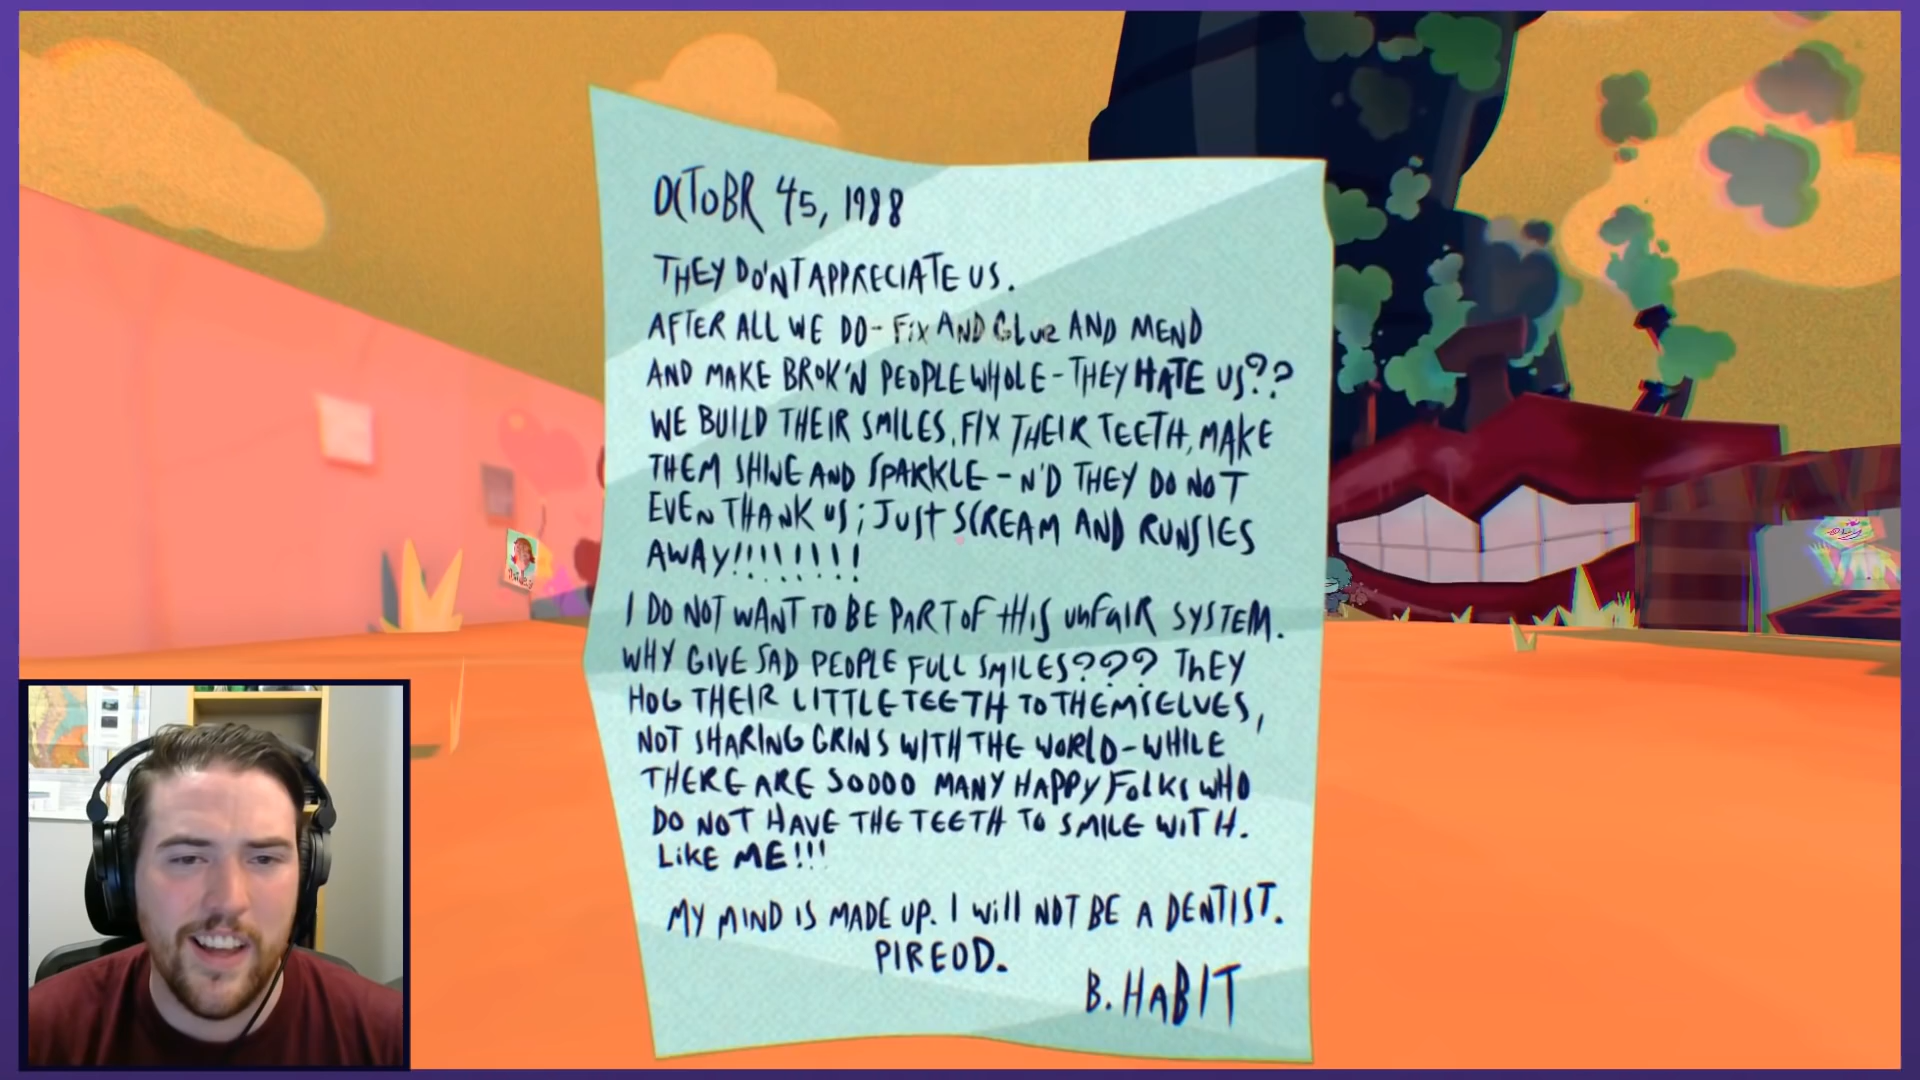 OCTOBR 45, 1988
THEY DO'NT APPRECIATE US.
AFTER ALL WE DO - FiX AND GLue AND MEND
AND MAKE BROK'N PEOPLE WHOLE - THEY HATE US??
WE BUILD THEIR SMILES, FIX THEIR TEETH, MAKE
THEM SHINE AND SPARKLE - N'D THEY DO NOT
EVEN THANK US; JUST SCREAM AND RUNSIES
AWAY!!!!!!!!
I DO NOT WANT TO BE PART OF tHIS unFaIR SYSTEM.
WHY GIVE SAD PEOPLE FULL SMILES??? ThEY
HOG THEIR LITTLE TEETH TO THEMSELVES,
NOT SHARING GRINS WITH THE WORLD - WHILE
THERE ARE SOOOO MANY HAPPY FOLKS WHO
DO NOT HAVE THE TEETH TO SMILE WITH.
LiKE ME!!!
MY MIND IS MADE UP. I will NOT BE A DENTIST.
PIREOD.
B. HaBIT